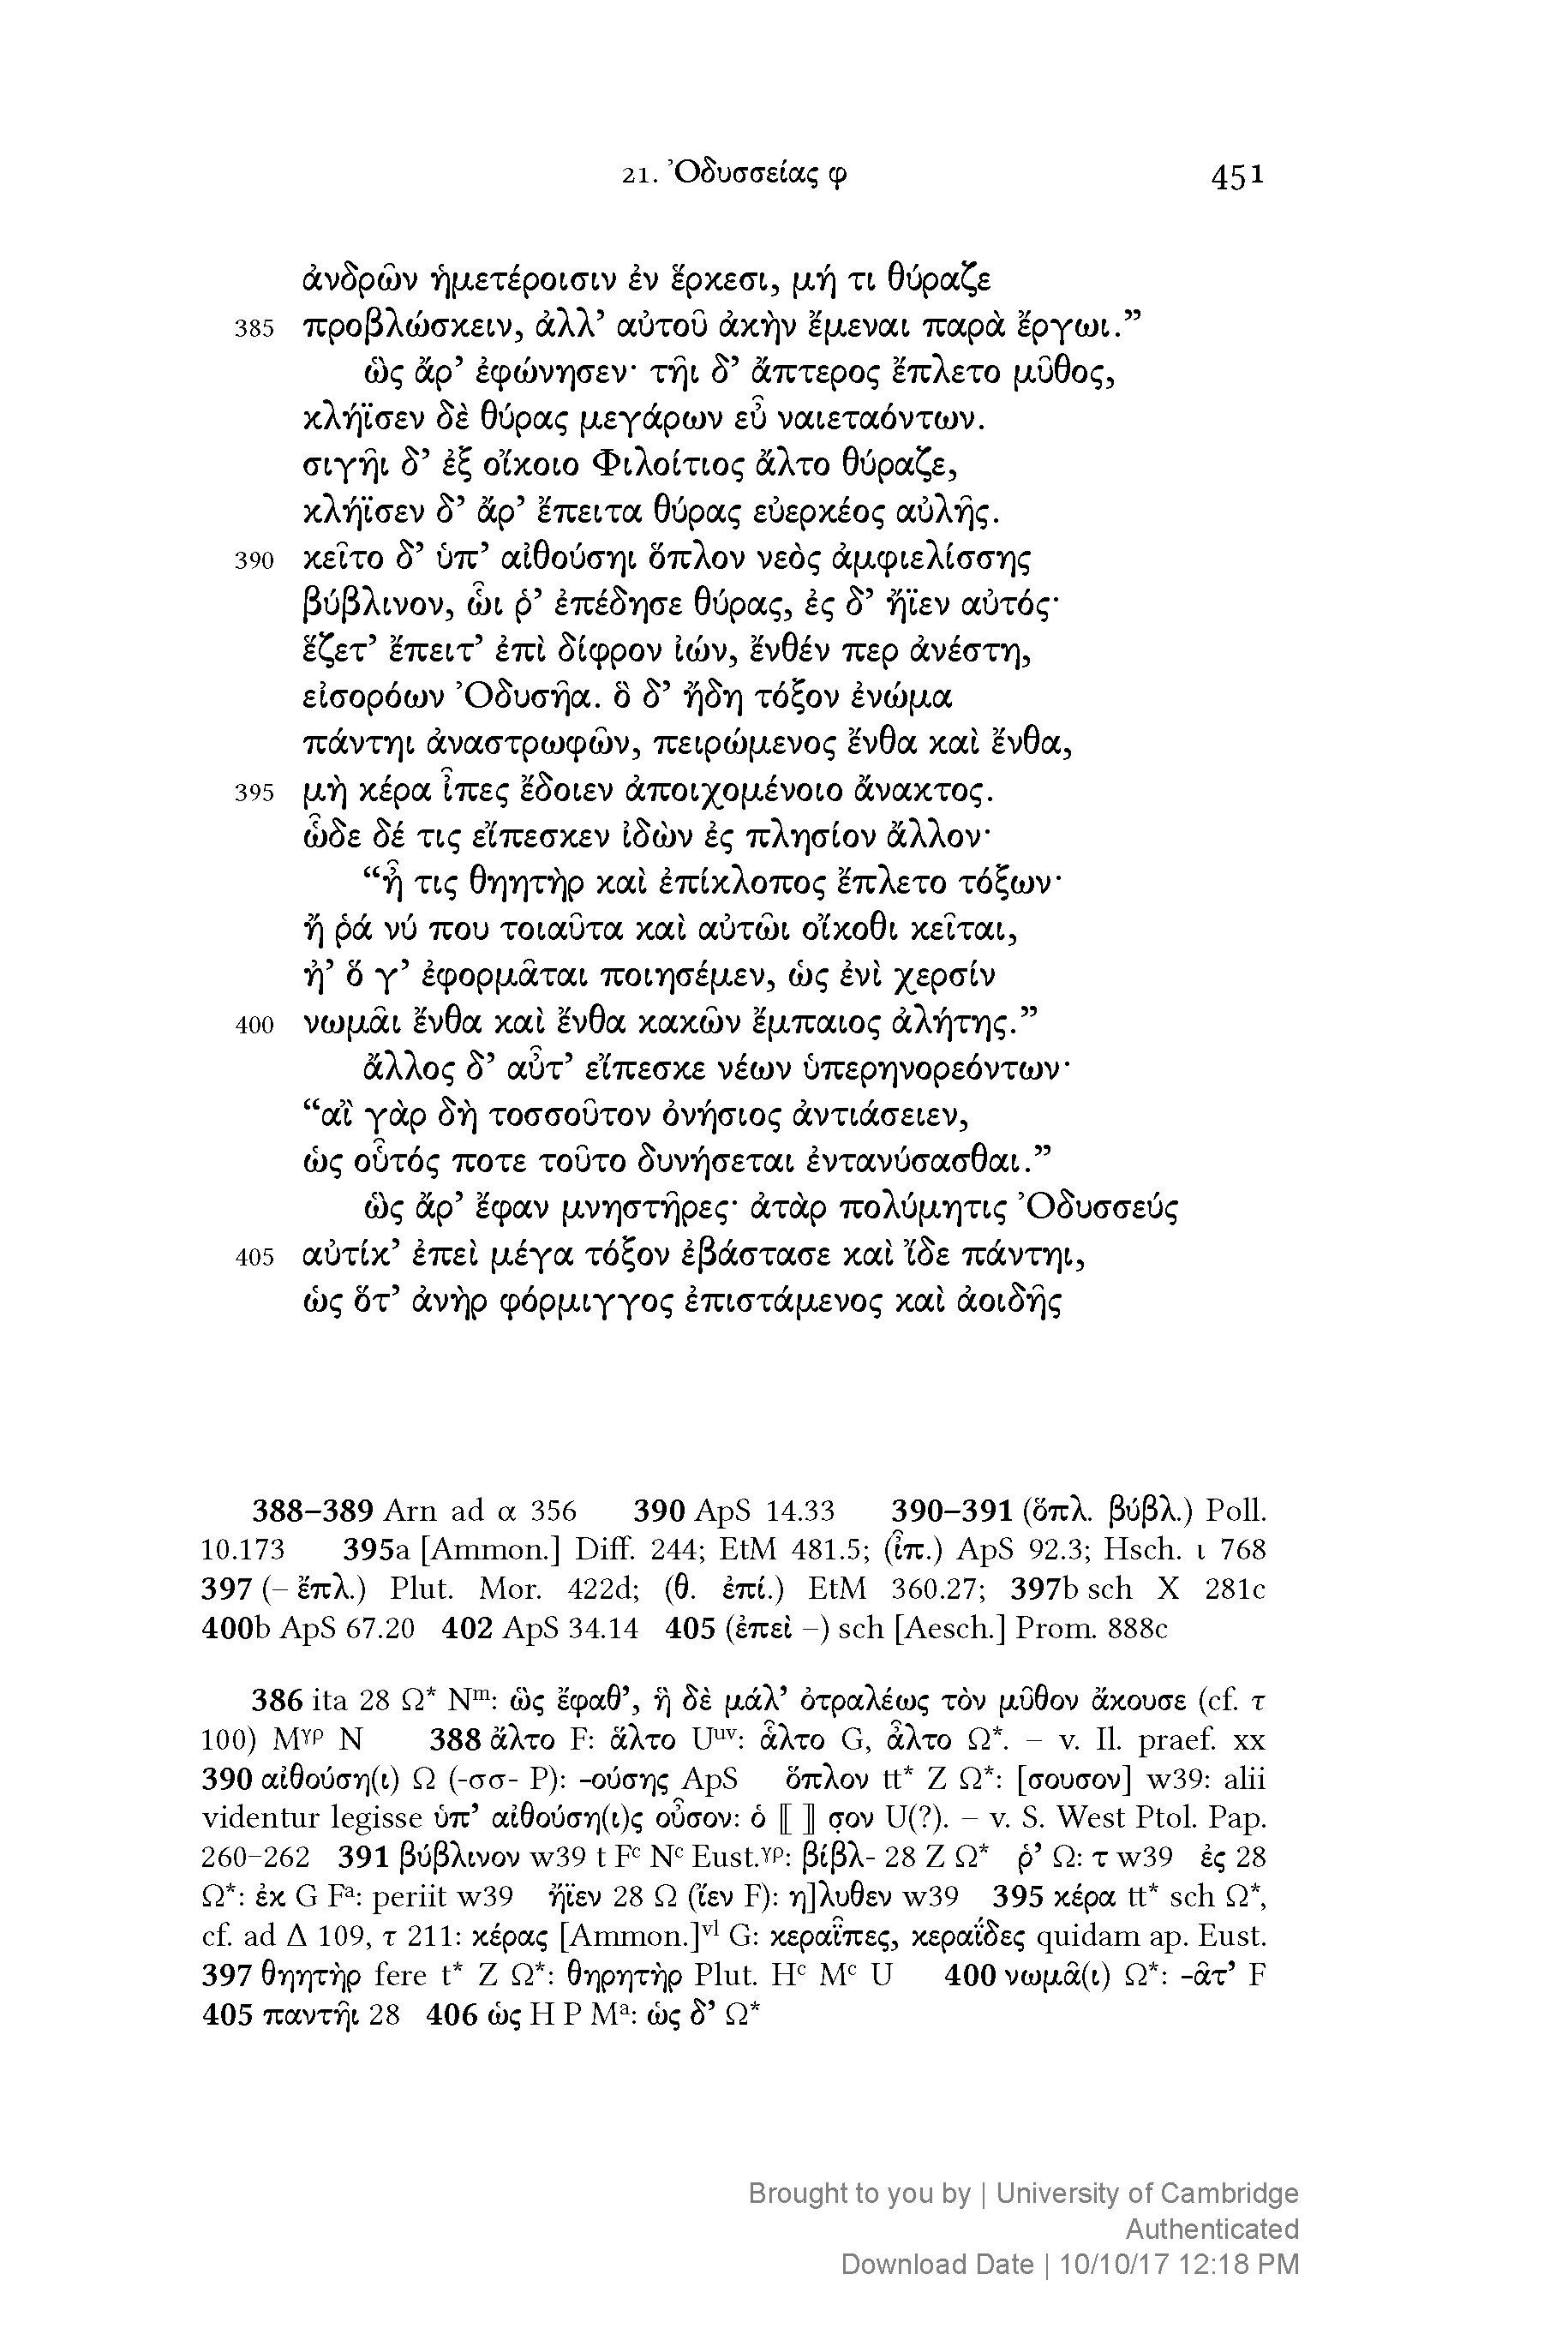 21. Ὀδυσσείας φ 451
ἀνδρῶν ἡμετέροισιν ἐν ἕρκεσι, μή τι θύραζε
385 προβλώσκειν, ἀλλ’ αὐτοῦ ἀκὴν ἔμεναι παρὰ ἔργωι.”
ὣς ἄρ’ ἐφώνησεν· τῆι δ’ ἄπτερος ἔπλετο μῦθος,
κλήϊσεν δὲ θύρας μεγάρων εὖ ναιεταόντων.
σιγῆι δ’ ἐξ οἴκοιο Φιλοίτιος ἄλτο θύραζε,
κλήϊσεν δ’ ἄρ’ ἔπειτα θύρας εὐερκέος αὐλῆς.
390 κεῖτο δ’ ὑπ’ αἰθούσηι ὅπλον νεὸς ἀμφιελίσσης
βύβλινον, ὧι ῥ’ ἐπέδησε θύρας, ἐς δ’ ἤϊεν αὐτός·
ἕζετ’ ἔπειτ’ ἐπὶ δίφρον ἰών, ἔνθέν περ ἀνέστη,
εἰσορόων Ὀδυσῆα. ὃ δ’ ἤδη τόξον ἐνώμα
πάντηι ἀναστρωφῶν, πειρώμενος ἔνθα καὶ ἔνθα,
395 μὴ κέρα ἶπες ἔδοιεν ἀποιχομένοιο ἄνακτος.
ὧδε δέ τις εἴπεσκεν ἰδὼν ἐς πλησίον ἄλλον·
“ἦ τις θηητὴρ καὶ ἐπίκλοπος ἔπλετο τόξων·
ἤ ῥά νύ που τοιαῦτα καὶ αὐτῶι οἴκοθι κεῖται,
ἠ’ ὅ γ’ ἐφορμᾶται ποιησέμεν, ὡς ἐνὶ χερσίν
400 νωμᾶι ἔνθα καὶ ἔνθα κακῶν ἔμπαιος ἀλήτης.”
ἄλλος δ’ αὖτ’ εἴπεσκε νέων ὑπερηνορεόντων·
“αἲ γὰρ δὴ τοσσοῦτον ὀνήσιος ἀντιάσειεν,
ὡς οὗτός ποτε τοῦτο δυνήσεται ἐντανύσασθαι.”
ὣς ἄρ’ ἔφαν μνηστῆρες· ἀτὰρ πολύμητις Ὀδυσσεύς
405 αὐτίκ’ ἐπεὶ μέγα τόξον ἐβάστασε καὶ ἴδε πάντηι,
ὡς ὅτ’ ἀνὴρ φόρμιγγος ἐπιστάμενος καὶ ἀοιδῆς
388–389 Arn ad α 356 390 ApS 14.33 390–391 (ὅπλ. βύβλ.) Poll.
10.173 395a [Ammon.] Diff. 244; EtM 481.5; (ἶπ.) ApS 92.3; Hsch. ι 768
397 (– ἔπλ.) Plut. Mor. 422d; (θ. ἐπί.) EtM 360.27; 397b sch X 281c
400b ApS 67.20 402 ApS 34.14 405 (ἐπεὶ –) sch [Aesch.] Prom. 888c
386 ita 28 Ω* Nᵐ: ὣς ἔφαθ’, ἣ δὲ μάλ’ ὀτραλέως τὸν μῦθον ἄκουσε (cf. τ
100) Mᵞᵖ N 388 ἄλτο F: ἅλτο Uᵘᵛ: ἇλτο G, ἆλτο Ω*. – v. Il. praef. xx
390 αἰθούσῃ(ι) Ω (-σσ- P): -ούσης ApS ὅπλον tt* Z Ω*: [σουσον] w39: alii
videntur legisse ὑπ’ αἰθούσῃ(ι)ς οὖσον: ὁ ⟦ ⟧ σ̣ον U(?). – v. S. West Ptol. Pap.
260–262 391 βύβλινον w39 t Fᶜ Nᶜ Eust.ᵞᵖ: βίβλ- 28 Z Ω* ῥ’ Ω: τ w39 ἐς 28
Ω*: ἐκ G Fᵃ: periit w39 ἤϊεν 28 Ω (ἴεν F): η]λυθεν w39 395 κέρα tt* sch Ω*,
cf. ad Δ 109, τ 211: κέρας [Ammon.]ᵛˡ G: κεραῗπες, κεραΐδες quidam ap. Eust.
397 θηητὴρ fere t* Z Ω*: θηρητὴρ Plut. Hᶜ Mᶜ U 400 νωμᾶ(ι) Ω*: -ᾶτ’ F
405 παντῆι 28 406 ὡς H P Mᵃ: ὡς δ’ Ω*
Brought to you by | University of Cambridge
Authenticated
Download Date | 10/10/17 12:18 PM